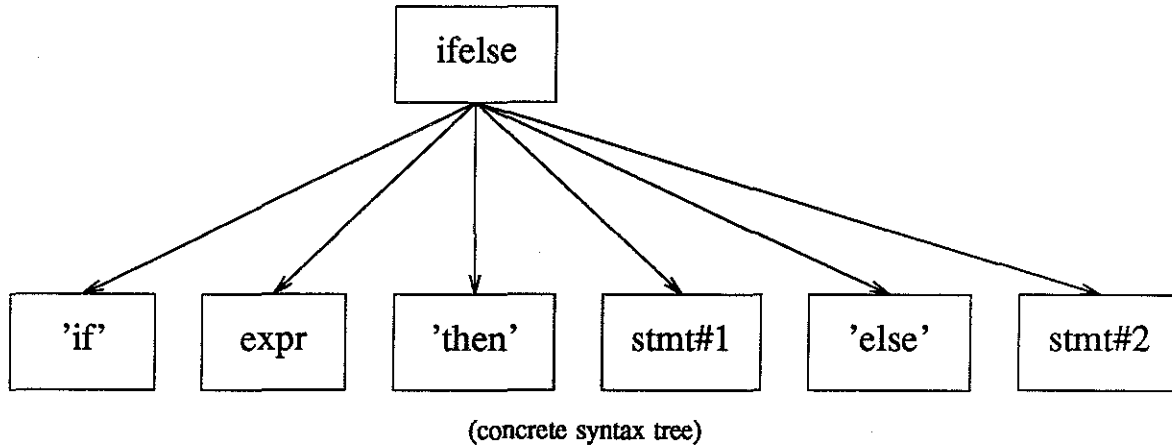 ifelse
'if' expr 'then' stmt#1 'else' stmt#2
(concrete syntax tree)